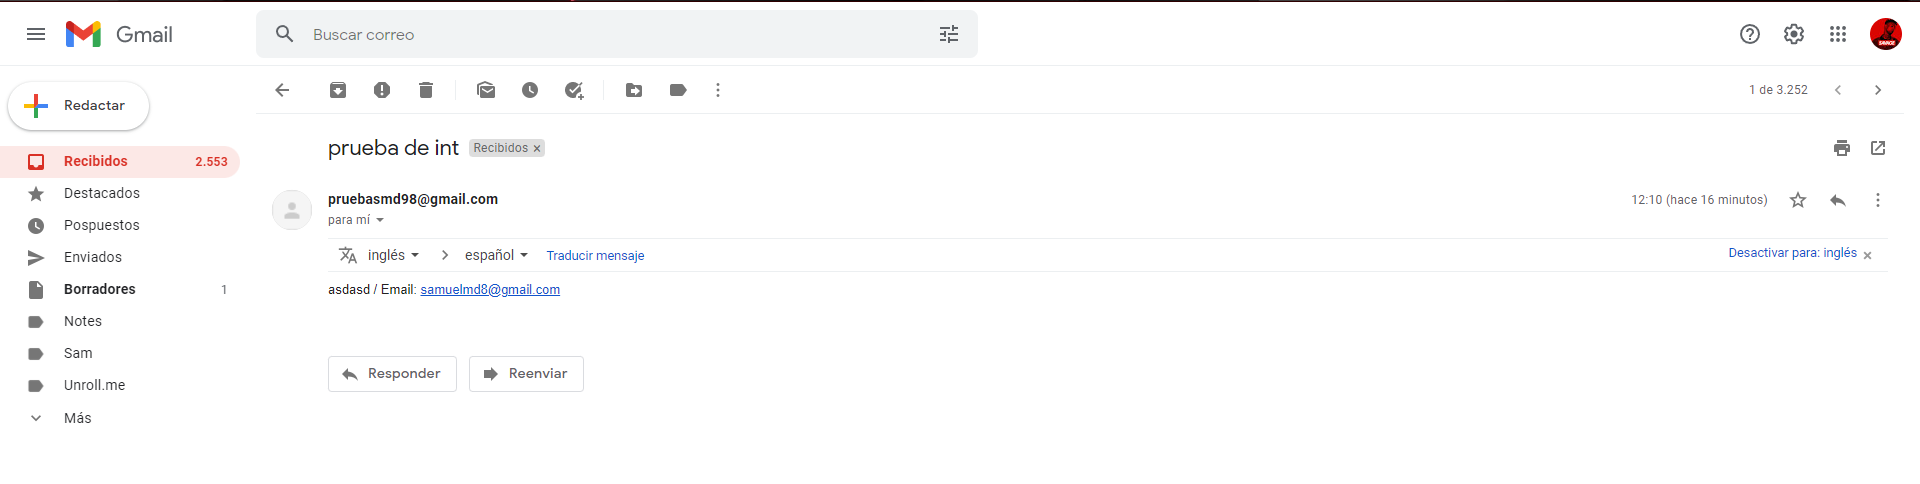 Gmail
Buscar correo
Redactar
1 de 3.252
Recibidos 2.553
Destacados
Pospuestos
Enviados
Borradores 1
Notes
Sam
Unroll.me
Más
prueba de int Recibidos ×
pruebasmd98@gmail.com 12:10 (hace 16 minutos)
para mí
inglés > español Traducir mensaje Desactivar para: inglés ×
asdasd / Email: samuelmd8@gmail.com
Responder Reenviar